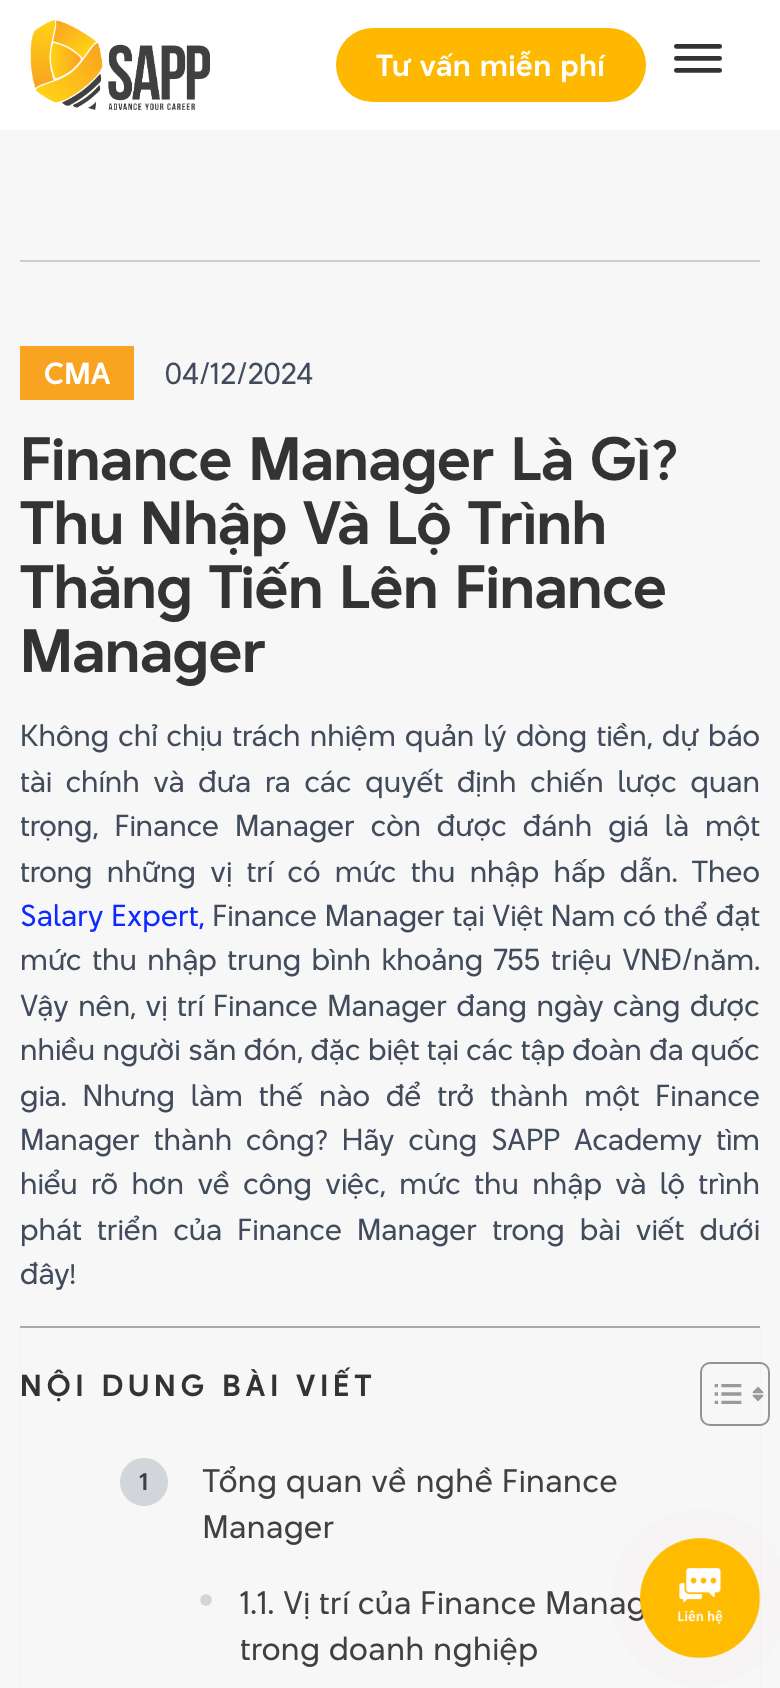 SAPP
ADVANCE YOUR CAREER
Tư vấn miễn phí
CMA
04/12/2024
Finance Manager Là Gì?
Thu Nhập Và Lộ Trình
Thăng Tiến Lên Finance
Manager
Không chỉ chịu trách nhiệm quản lý dòng tiền, dự báo
tài chính và đưa ra các quyết định chiến lược quan
trọng, Finance Manager còn được đánh giá là một
trong những vị trí có mức thu nhập hấp dẫn. Theo
Salary Expert, Finance Manager tại Việt Nam có thể đạt
mức thu nhập trung bình khoảng 755 triệu VNĐ/năm.
Vậy nên, vị trí Finance Manager đang ngày càng được
nhiều người săn đón, đặc biệt tại các tập đoàn đa quốc
gia. Nhưng làm thế nào để trở thành một Finance
Manager thành công? Hãy cùng SAPP Academy tìm
hiểu rõ hơn về công việc, mức thu nhập và lộ trình
phát triển của Finance Manager trong bài viết dưới
đây!
NỘI DUNG BÀI VIẾT
1
Tổng quan về nghề Finance
Manager
1.1. Vị trí của Finance Manag
trong doanh nghiệp
Liên hệ